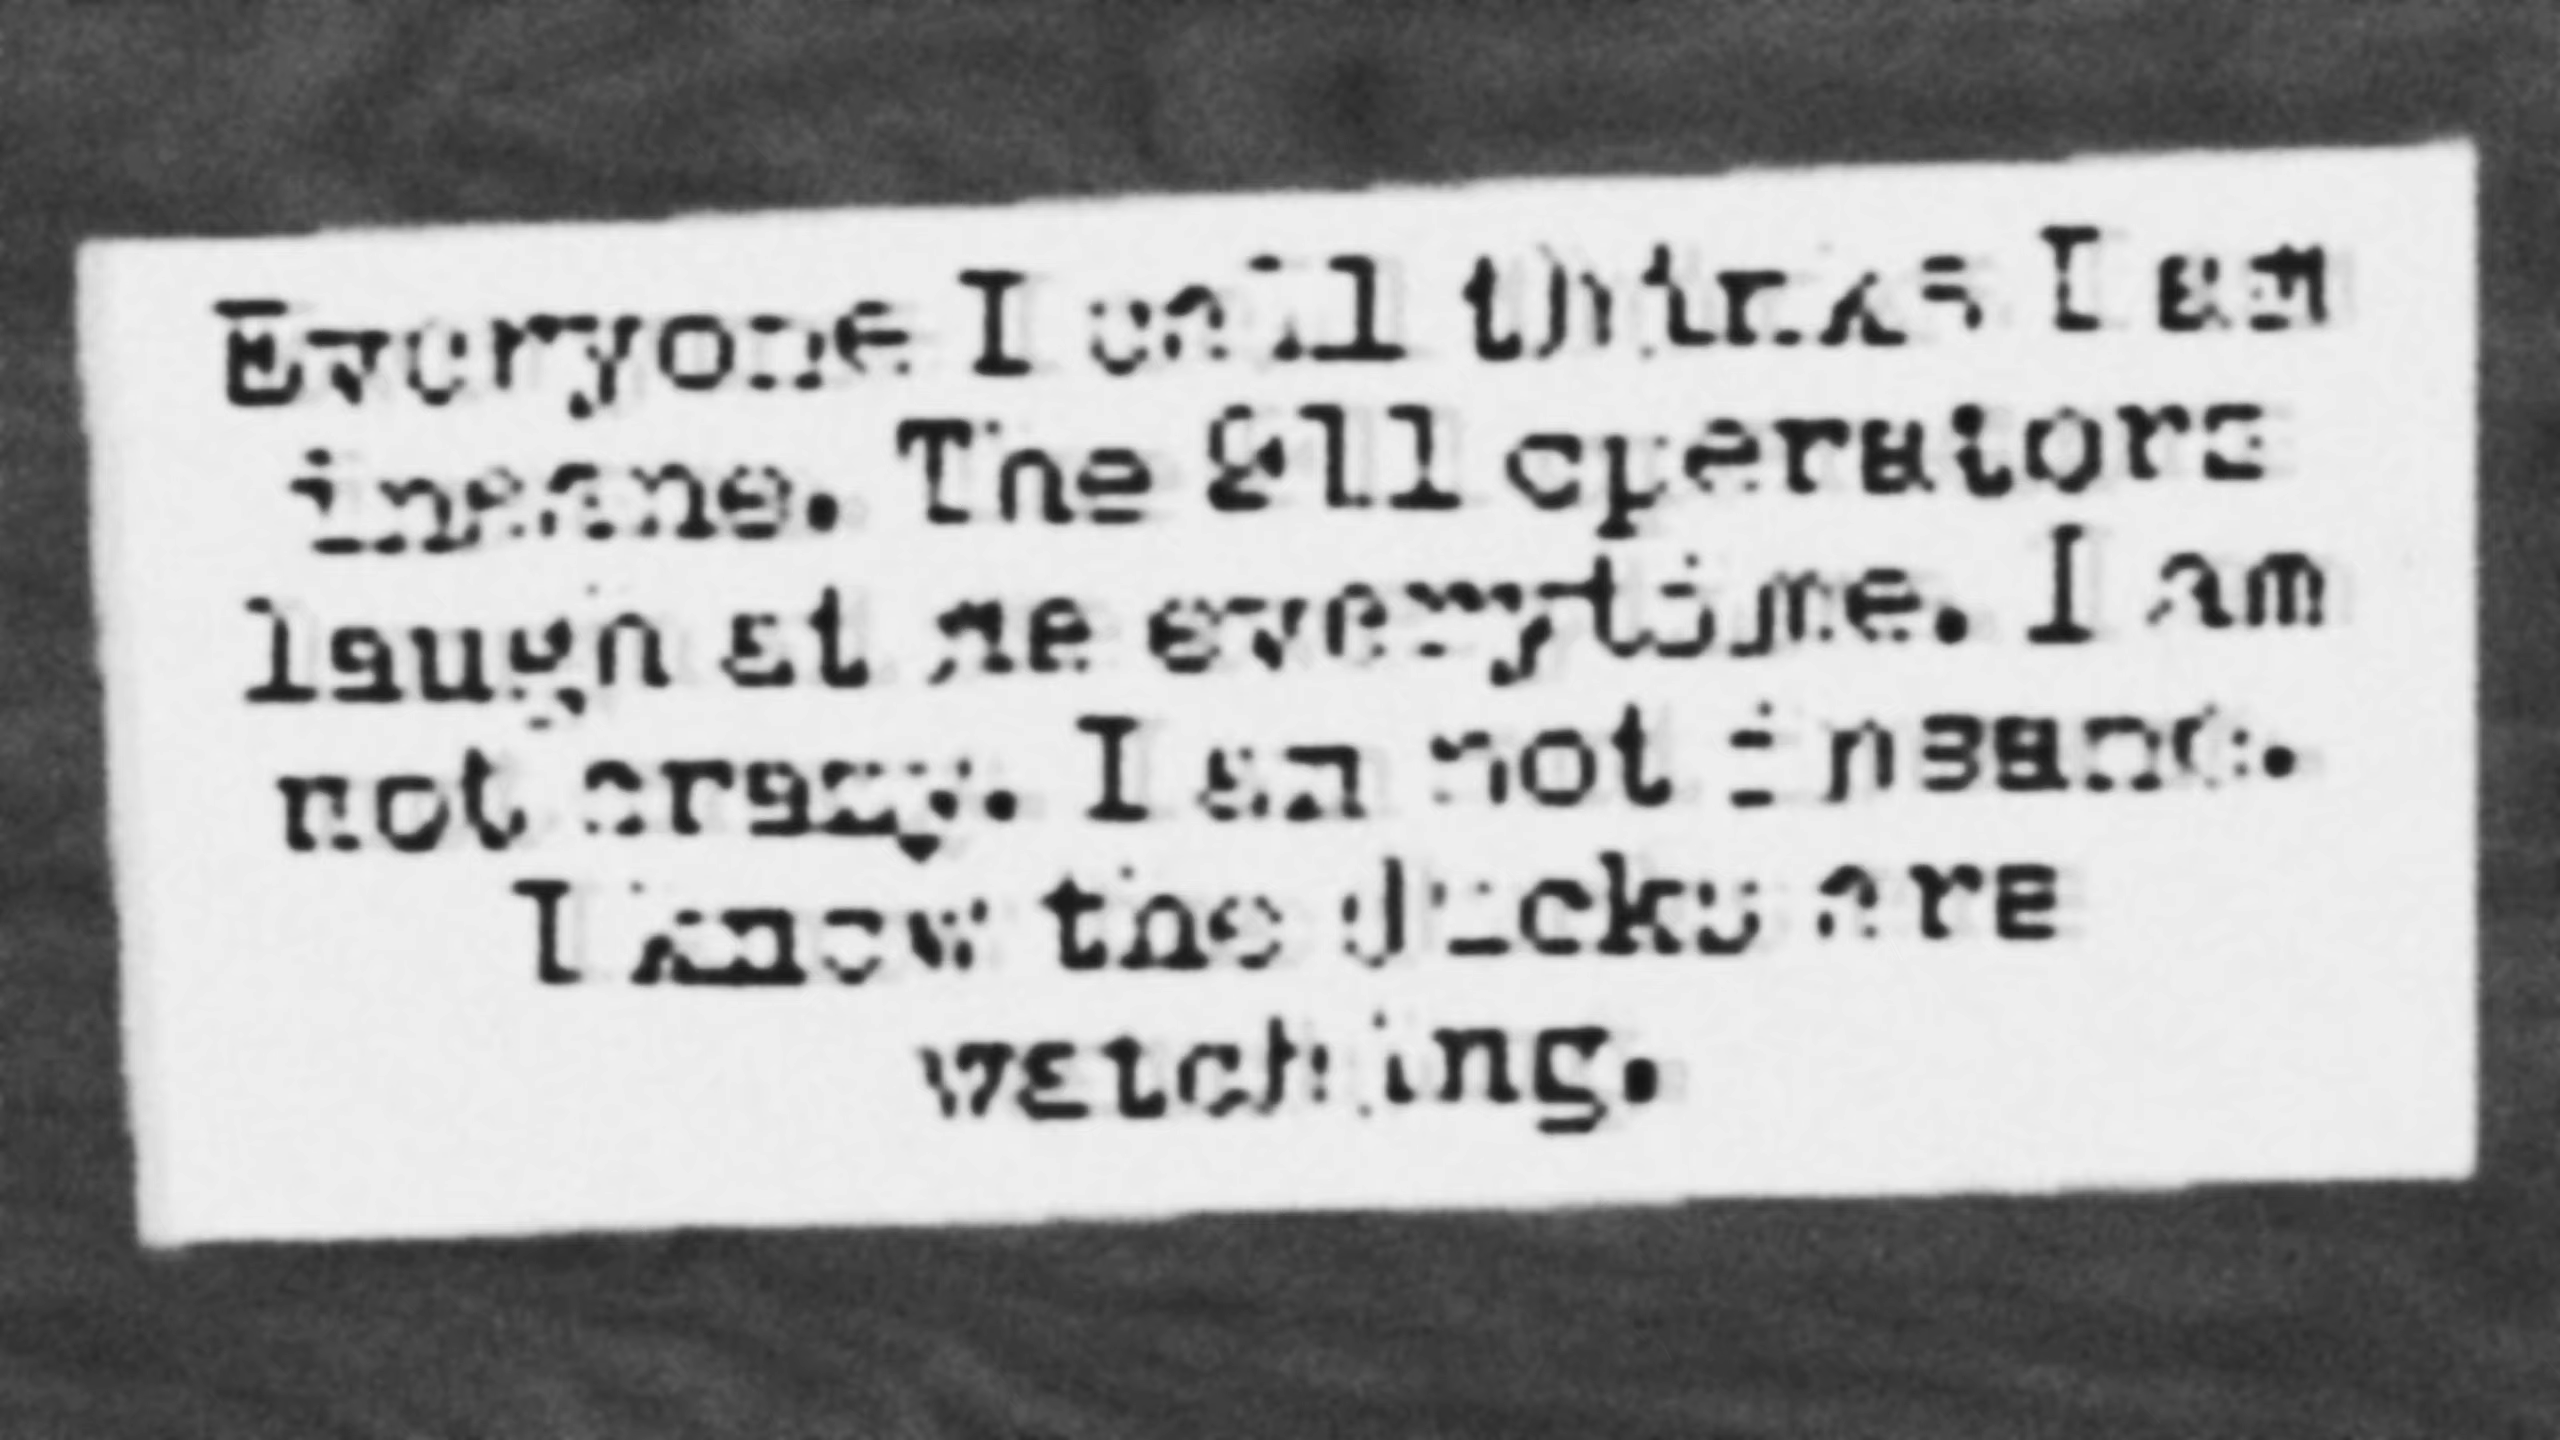 Everyone I call thinks I am
insane. The 911 operators
laugh at me everytime. I am
not crazy. I am not insane.
I know the ducks are
watching.